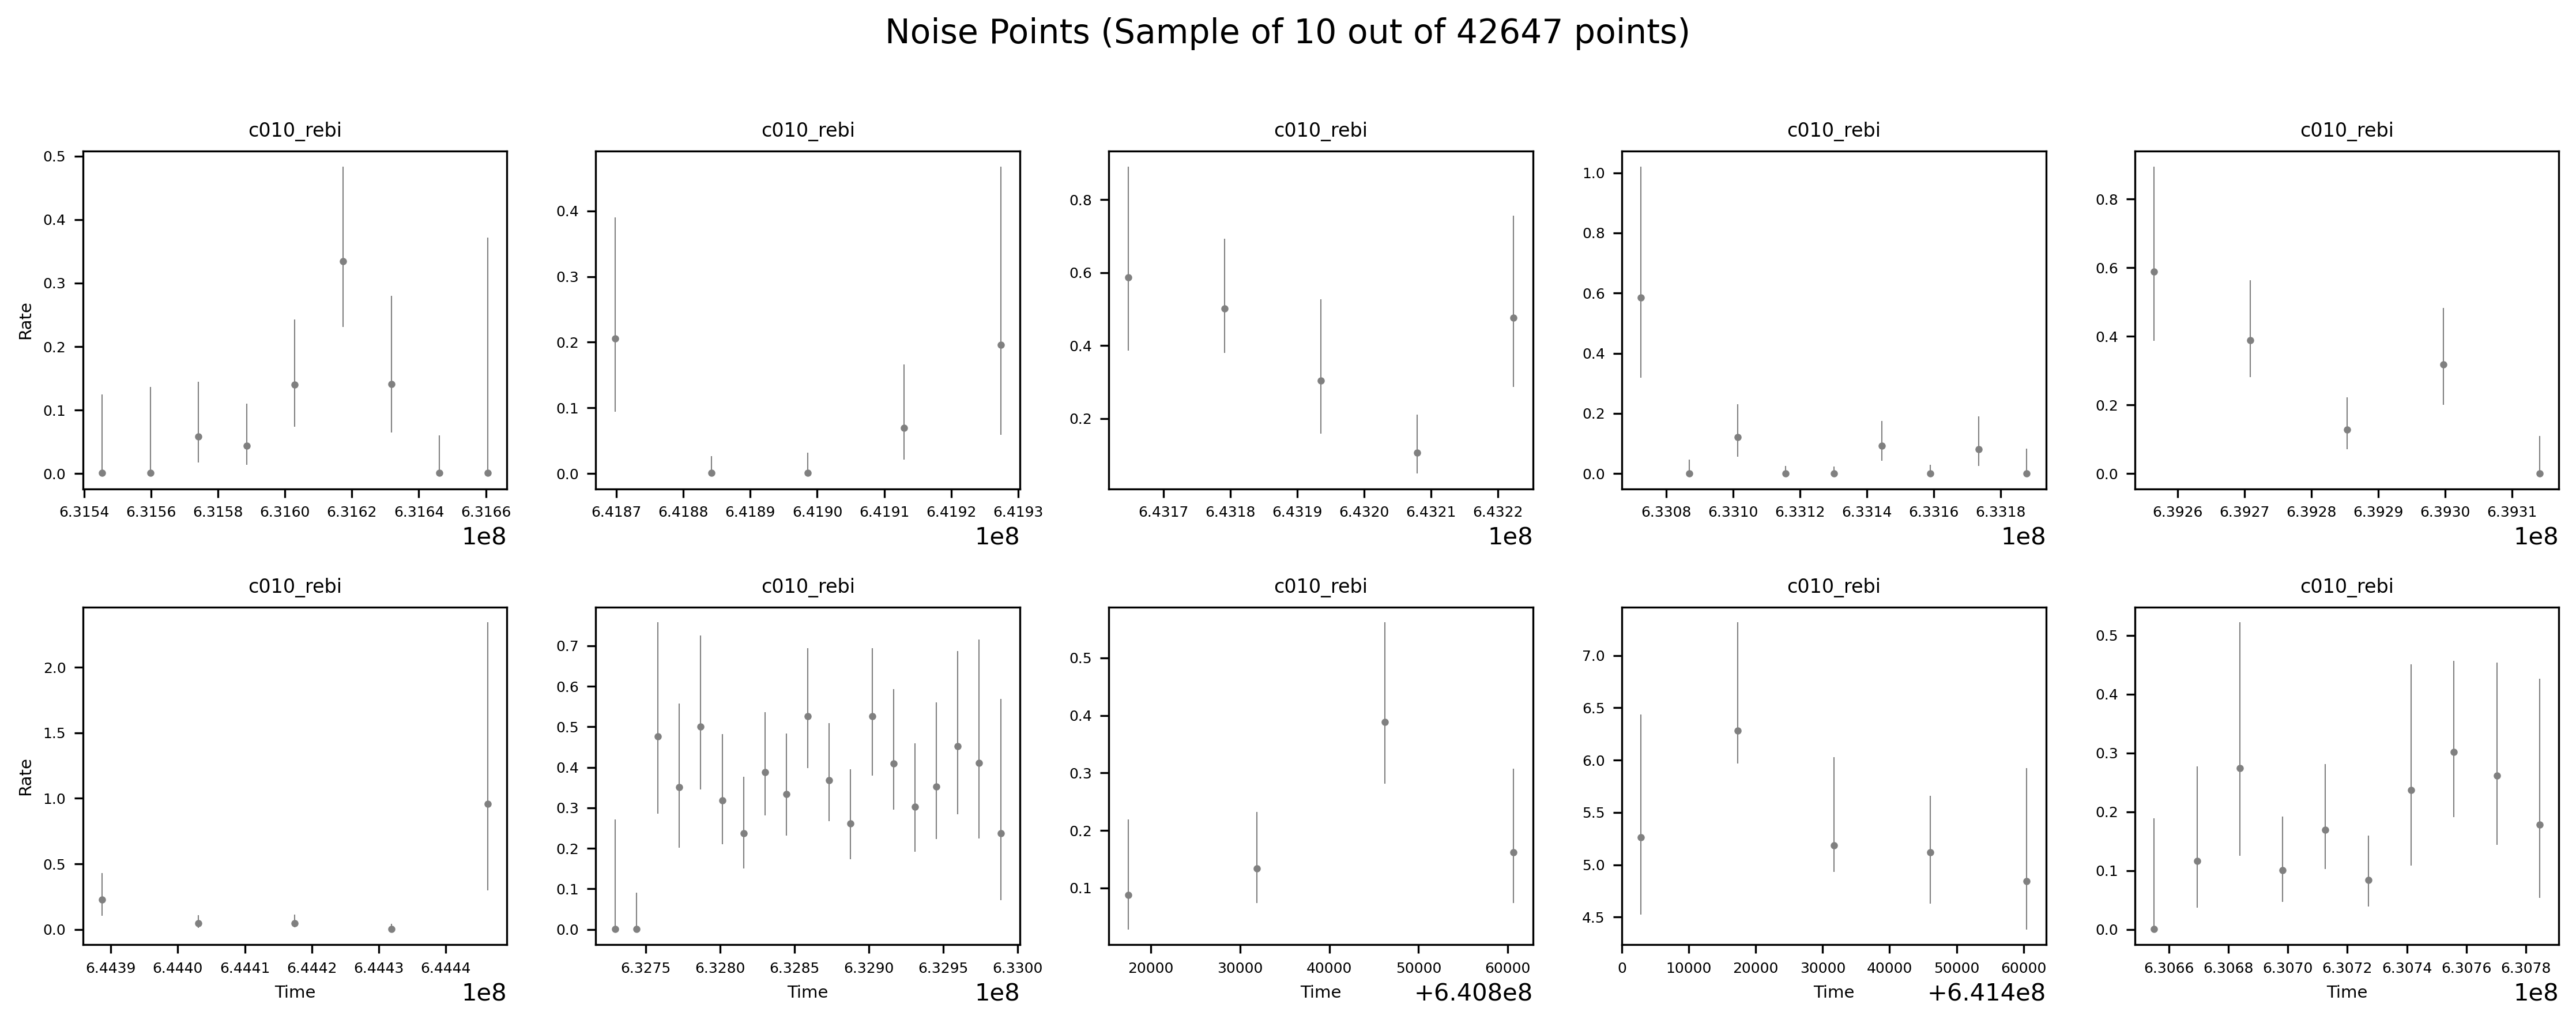 Noise Points (Sample of 10 out of 42647 points)
c010_rebi c010_rebi c010_rebi c010_rebi c010_rebi
Rate
0.5
0.4
0.3
0.2
0.1
0.0
6.3154 6.3156 6.3158 6.3160 6.3162 6.3164 6.3166
1e8
0.4
0.3
0.2
0.1
0.0
6.4187 6.4188 6.4189 6.4190 6.4191 6.4192 6.4193
1e8
0.8
0.6
0.4
0.2
6.4317 6.4318 6.4319 6.4320 6.4321 6.4322
1e8
1.0
0.8
0.6
0.4
0.2
0.0
6.3308 6.3310 6.3312 6.3314 6.3316 6.3318
1e8
0.8
0.6
0.4
0.2
0.0
6.3926 6.3927 6.3928 6.3929 6.3930 6.3931
1e8
c010_rebi c010_rebi c010_rebi c010_rebi c010_rebi
Rate
2.0
1.5
1.0
0.5
0.0
6.4439 6.4440 6.4441 6.4442 6.4443 6.4444
Time 1e8
0.7
0.6
0.5
0.4
0.3
0.2
0.1
0.0
6.3275 6.3280 6.3285 6.3290 6.3295 6.3300
Time 1e8
0.5
0.4
0.3
0.2
0.1
20000 30000 40000 50000 60000
Time +6.408e8
7.0
6.5
6.0
5.5
5.0
4.5
0 10000 20000 30000 40000 50000 60000
Time +6.414e8
0.5
0.4
0.3
0.2
0.1
0.0
6.3066 6.3068 6.3070 6.3072 6.3074 6.3076 6.3078
Time 1e8